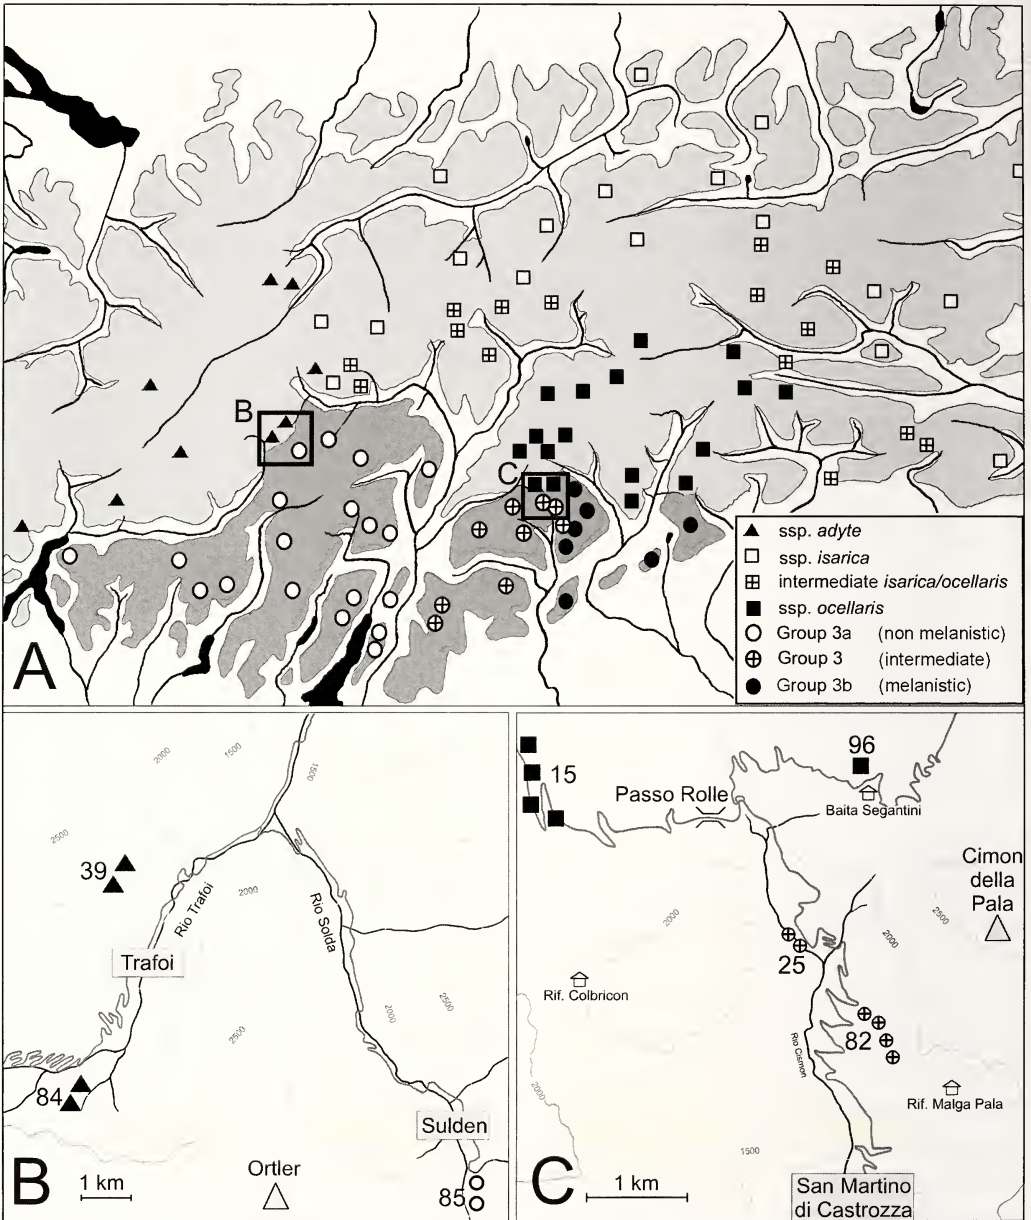 B
C
A
ssp. adyte
ssp. isarica
intermediate isarica/ocellaris
ssp. ocellaris
Group 3a (non melanistic)
Group 3 (intermediate)
Group 3b (melanistic)
2000
1500
1500
2500
39
Rio Trafoi
2000
Rio Solda
Trafoi
2500
2000
2500
84
Sulden
B
1 km
Ortler
85
15
Passo Rolle
96
Baita Segantini
Cimon
della
Pala
2000
2500
2000
25
Rif. Colbricon
82
Rio Cismon
2000
Rif. Malga Pala
1500
C
1 km
San Martino
di Castrozza